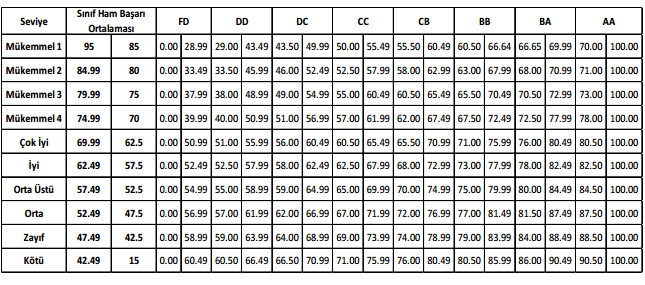 Seviye Sınıf Ham Başarı Ortalaması FD DD DC CC CB BB BA AA
Mükemmel 1 95 85 0.00 28.99 29.00 43.49 43.50 49.99 50.00 55.49 55.50 60.49 60.50 66.64 66.65 69.99 70.00 100.00
Mükemmel 2 84.99 80 0.00 33.49 33.50 45.99 46.00 52.49 52.50 57.99 58.00 62.99 63.00 67.99 68.00 70.99 71.00 100.00
Mükemmel 3 79.99 75 0.00 37.99 38.00 48.99 49.00 54.99 55.00 60.49 60.50 65.49 65.50 70.49 70.50 72.99 73.00 100.00
Mükemmel 4 74.99 70 0.00 39.99 40.00 50.99 51.00 56.99 57.00 61.99 62.00 67.49 67.50 72.49 72.50 77.99 78.00 100.00
Çok İyi 69.99 62.5 0.00 50.99 51.00 55.99 56.00 60.49 60.50 65.49 65.50 70.99 71.00 75.99 76.00 80.49 80.50 100.00
İyi 62.49 57.5 0.00 52.49 52.50 57.99 58.00 62.49 62.50 67.99 68.00 72.99 73.00 77.99 78.00 82.49 82.50 100.00
Orta Üstü 57.49 52.5 0.00 54.99 55.00 58.99 59.00 64.99 65.00 69.99 70.00 74.99 75.00 79.99 80.00 84.49 84.50 100.00
Orta 52.49 47.5 0.00 56.99 57.00 61.99 62.00 66.99 67.00 71.99 72.00 76.99 77.00 81.49 81.50 87.49 87.50 100.00
Zayıf 47.49 42.5 0.00 58.99 59.00 63.99 64.00 68.99 69.00 73.99 74.00 78.99 79.00 83.99 84.00 88.49 88.50 100.00
Kötü 42.49 15 0.00 60.49 60.50 66.49 66.50 70.99 71.00 75.99 76.00 80.49 80.50 85.99 86.00 90.49 90.50 100.00